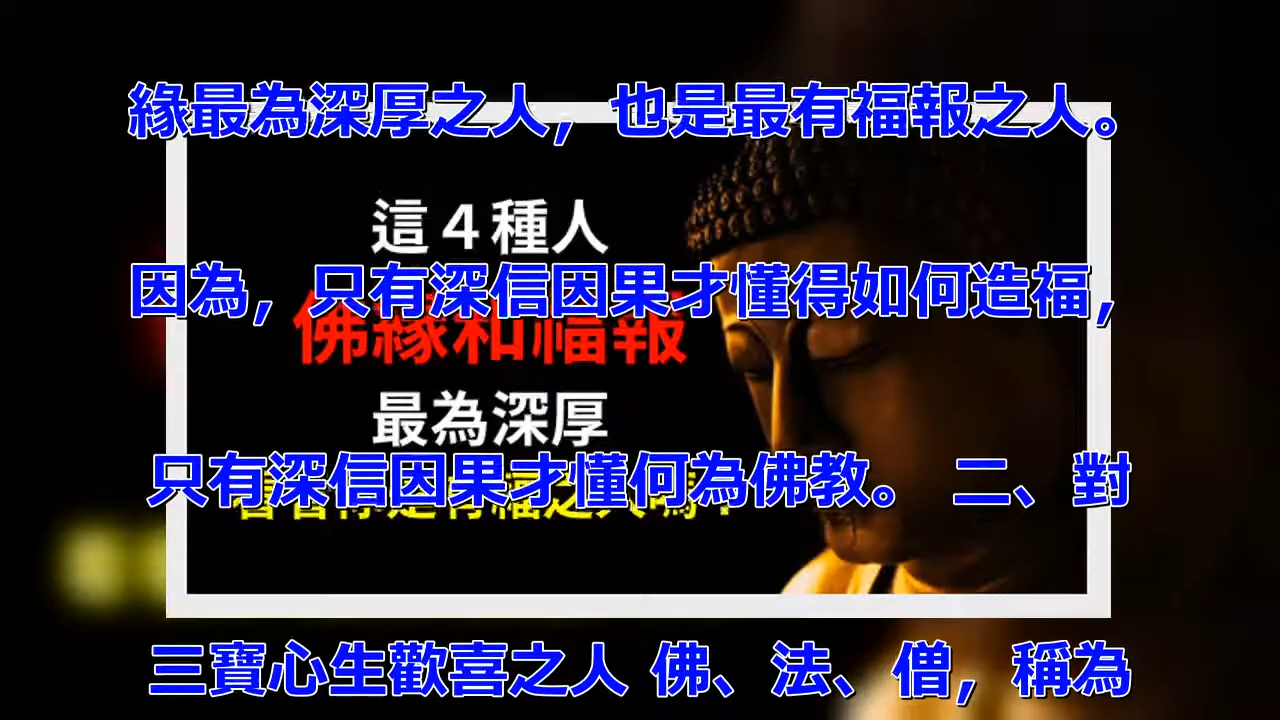 緣最為深厚之人，也是最有福報之人。
這４種人
因為，只有深信因果才懂得如何造福，
佛緣和福報
最為深厚
只有深信因果才懂何為佛教。 二、對
三寶心生歡喜之人 佛、法、僧，稱為